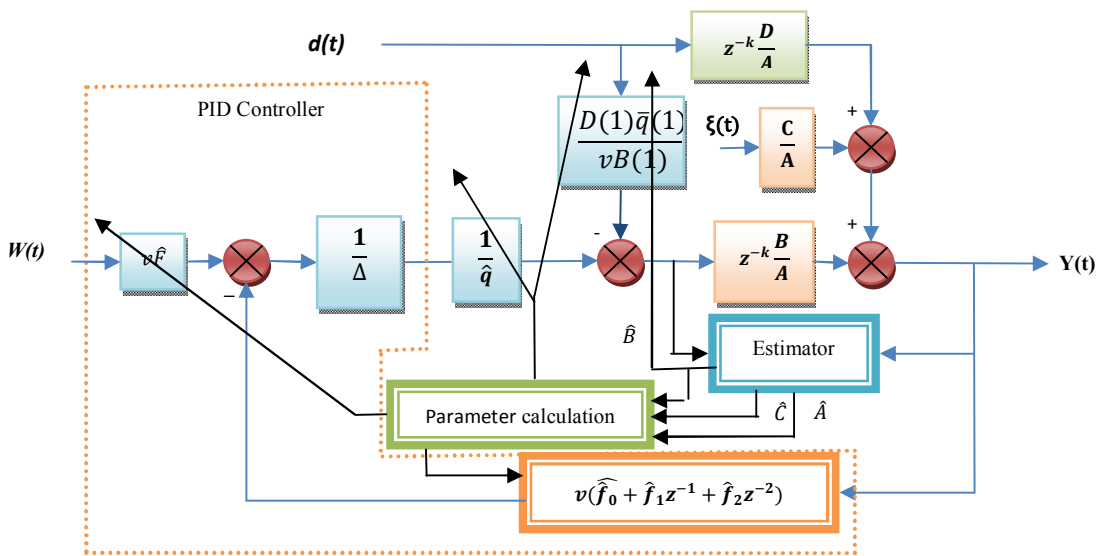 d(t)
z⁻ᵏ D/A
PID Controller
D(1)q̄(1)/vB(1)
ξ(t)
C/A
+
+
W(t)
vF̂
−
1/Δ
1/q̂
-
z⁻ᵏ B/A
Y(t)
B̂
Estimator
Parameter calculation
Ĉ Â
v(f̂₀ + f̂₁z⁻¹ + f̂₂z⁻²)